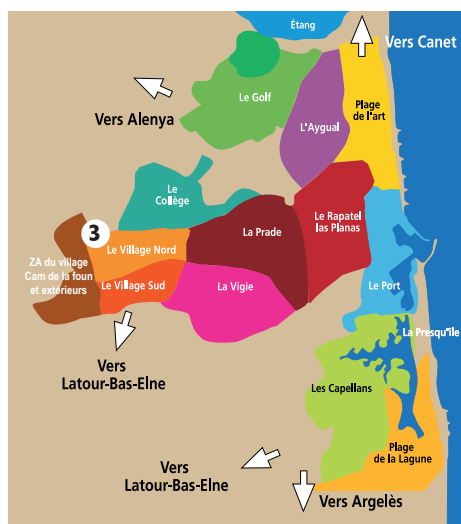 Étang
Vers Canet
Le Golf
Plage
de l'art
Vers Alenya
L'Aygual
Le
Collège
Le Rapatel
las Planas
La Prade
3
Le Village Nord
ZA du village
Cam de la foun
et extérieurs
Le Village Sud
La Vigie
Le Port
La Presqu'île
Vers
Latour-Bas-Elne
Les Capellans
Plage
de la Lagune
Vers
Latour-Bas-Elne
Vers Argelès